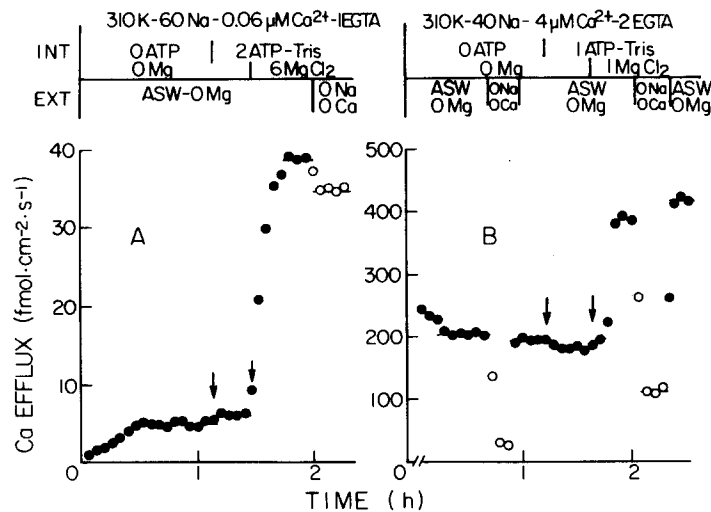 310K-60Na-0.06µMCa2+-1EGTA
INT
0ATP
0Mg
2ATP-Tris
6MgCl2
EXT
ASW-0Mg
0Na
0Ca
310K-40Na-4µMCa2+-2EGTA
0ATP
0Mg
1ATP-Tris
1MgCl2
ASW
0Mg
0Na
0Ca
ASW
0Mg
0Na
0Ca
ASW
0Mg
Ca EFFLUX (fmol·cm-2·s-1)
40
30
20
10
0
A
1
2
500
400
300
200
100
0
B
1
2
TIME (h)